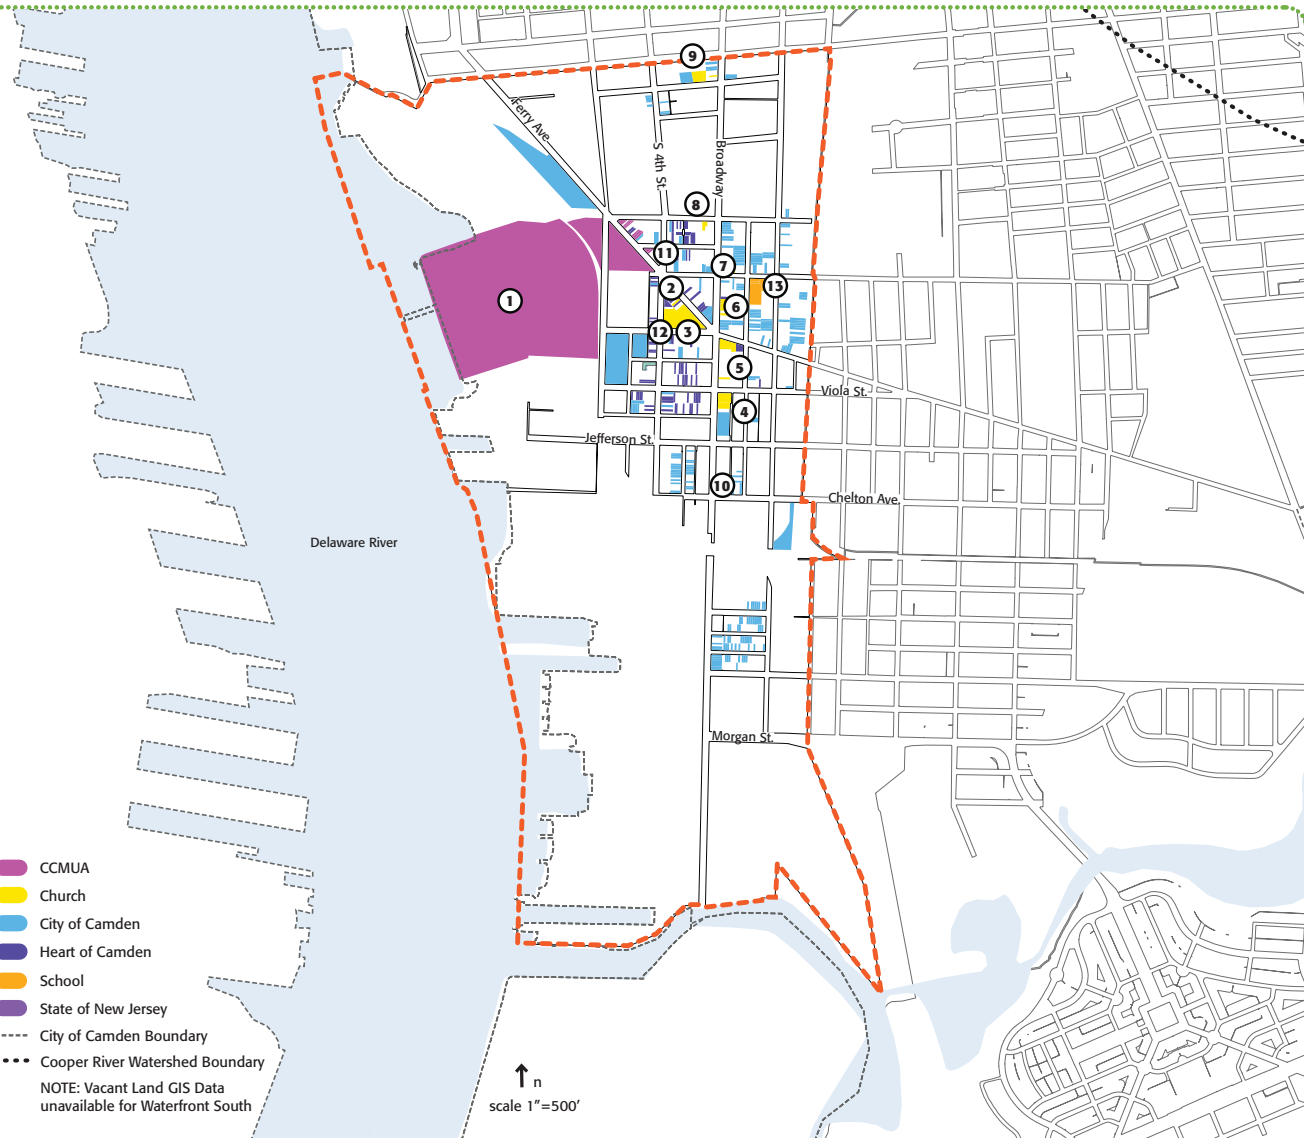 9
Ferry Ave.
S 4th St.
Broadway
8
11
7
2
13
1
6
12
3
5
Viola St.
4
Jefferson St.
10
Chelton Ave.
Delaware River
Morgan St.
CCMUA
Church
City of Camden
Heart of Camden
School
State of New Jersey
City of Camden Boundary
Cooper River Watershed Boundary
NOTE: Vacant Land GIS Data
unavailable for Waterfront South
n
scale 1”=500’